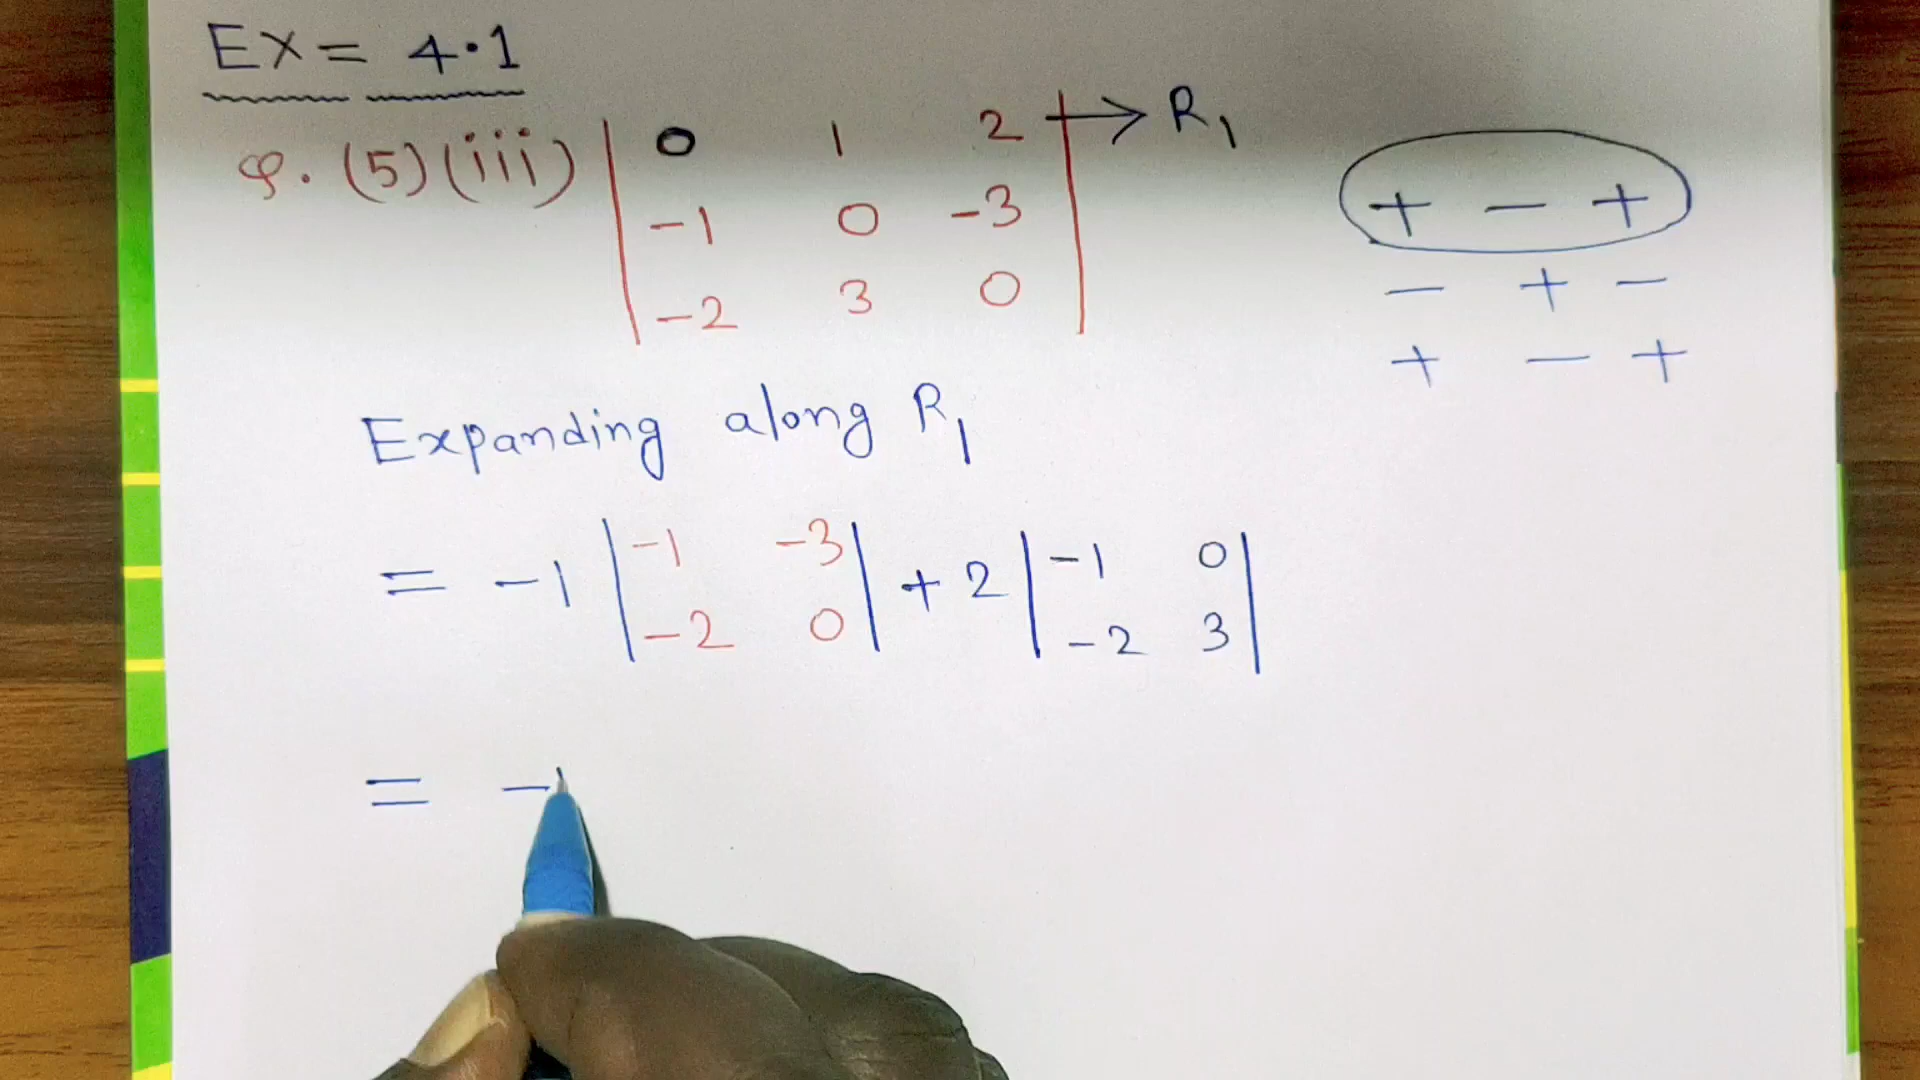 Ex = 4.1
Q. (5) (iii) | 0 1 2 | → R1
| -1 0 -3 |
| -2 3 0 |
+ - +
- + -
+ - +
Expanding along R1
= -1 | -1 -3 | + 2 | -1 0 |
| -2 0 | | -2 3 |
= -1